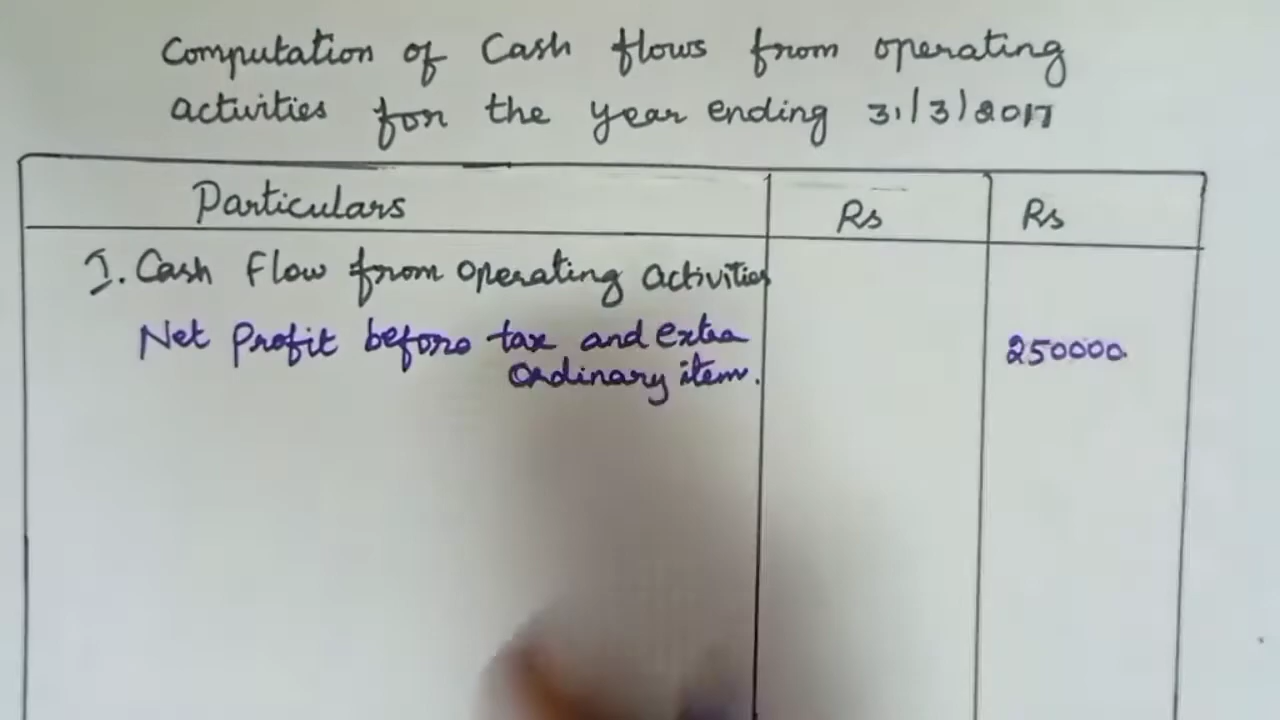 Computation of Cash flows from operating
activities for the year ending 31/3/2017
Particulars Rs Rs
I. Cash Flow from operating activities
Net Profit before tax and extra 250000
ordinary item.